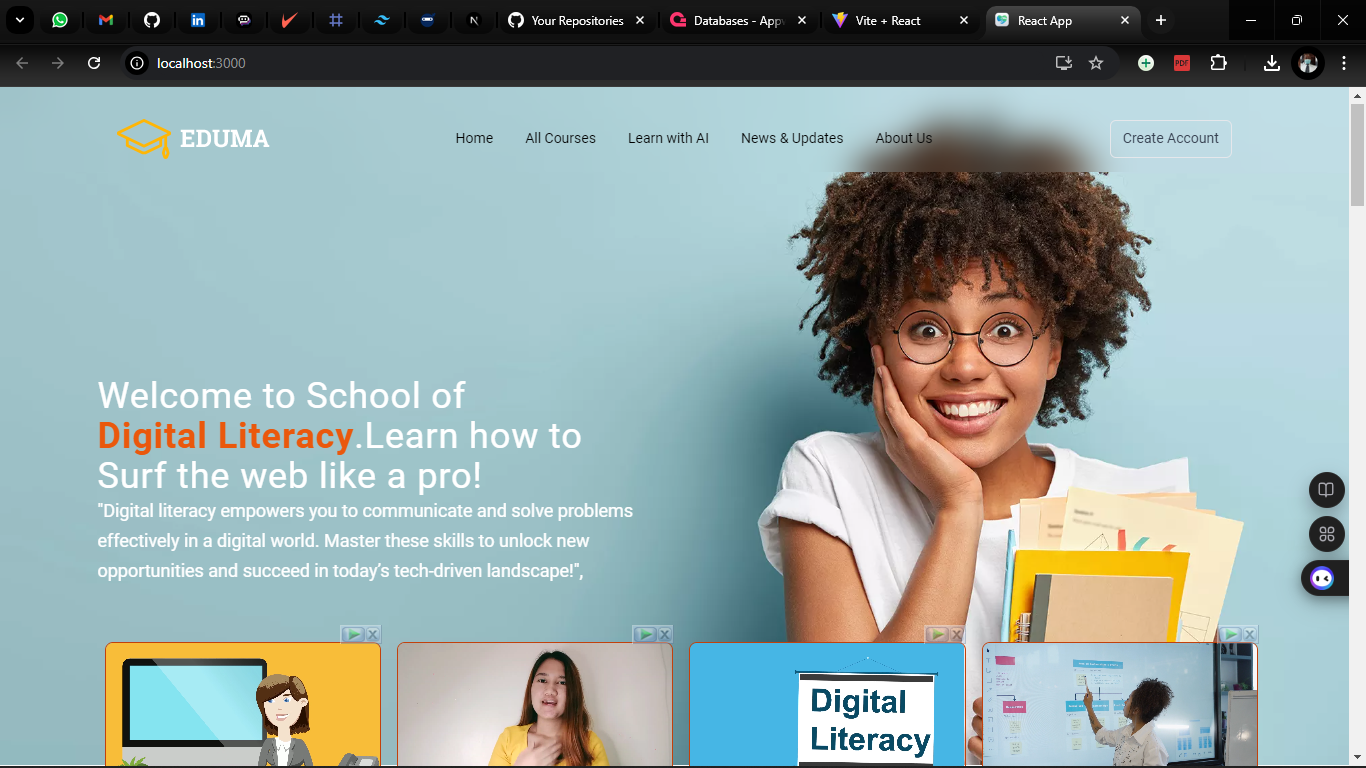 Your Repositories
Databases - App
Vite + React
React App
localhost:3000
PDF
EDUMA
Home
All Courses
Learn with AI
News & Updates
About Us
Create Account
Welcome to School of
Digital Literacy.Learn how to
Surf the web like a pro!
"Digital literacy empowers you to communicate and solve problems
effectively in a digital world. Master these skills to unlock new
opportunities and succeed in today's tech-driven landscape!",
Digital
Literacy